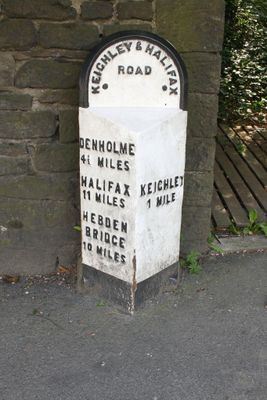 KEIGHLEY & HALIFAX
ROAD
DENHOLME
4½ MILES
HALIFAX
11 MILES
HEBDEN
BRIDGE
10 MILES
KEIGHLEY
1 MILE